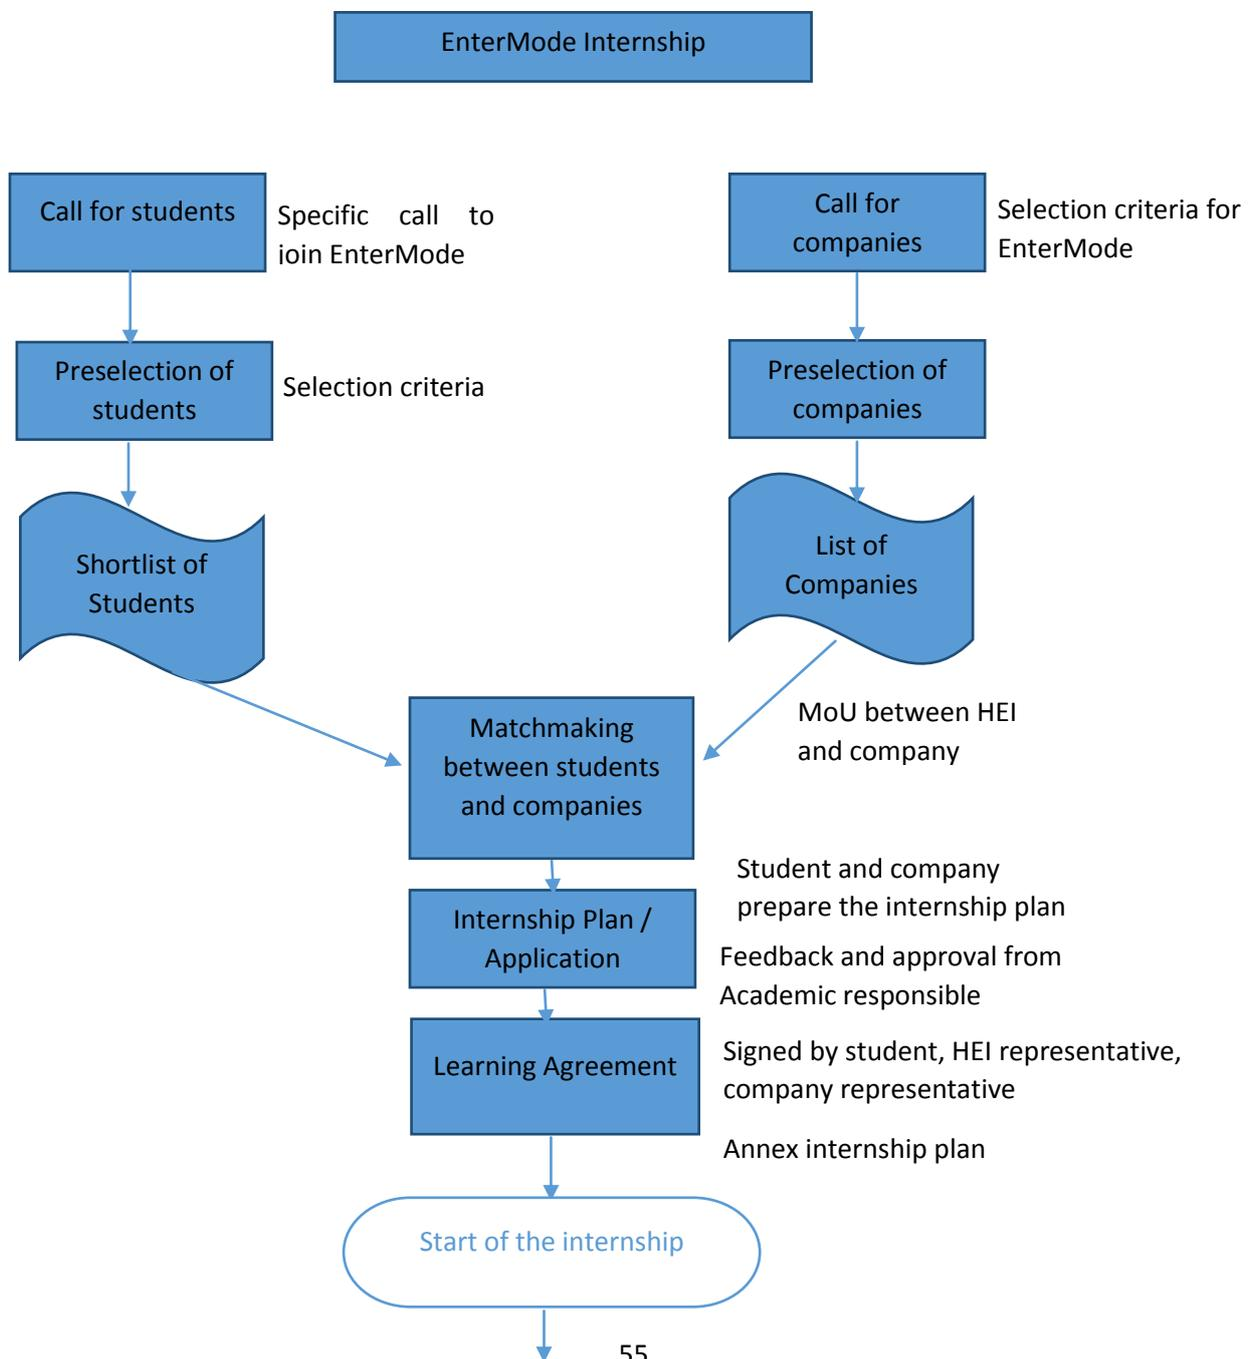 EnterMode Internship
Call for students
Specific call to
join EnterMode
Call for
companies
Selection criteria for
EnterMode
Preselection of
students
Selection criteria
Preselection of
companies
Shortlist of
Students
List of
Companies
MoU between HEI
and company
Matchmaking
between students
and companies
Student and company
prepare the internship plan
Internship Plan /
Application
Feedback and approval from
Academic responsible
Learning Agreement
Signed by student, HEI representative,
company representative
Annex internship plan
Start of the internship
55